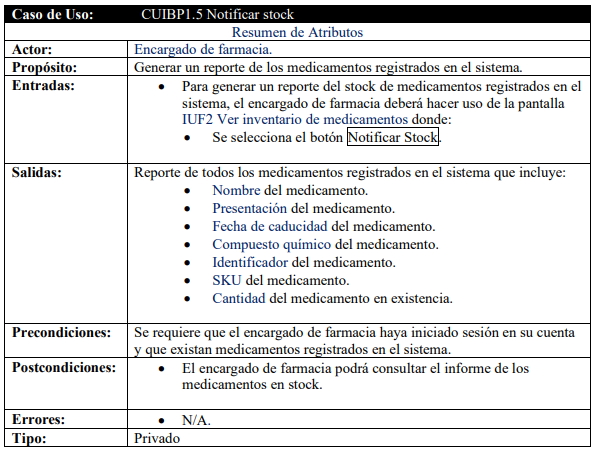 Caso de Uso: CUIBP1.5 Notificar stock
Resumen de Atributos
Actor: Encargado de farmacia.
Propósito: Generar un reporte de los medicamentos registrados en el sistema.
Entradas: • Para generar un reporte del stock de medicamentos registrados en el
sistema, el encargado de farmacia deberá hacer uso de la pantalla
IUF2 Ver inventario de medicamentos donde:
• Se selecciona el botón Notificar Stock.
Salidas: Reporte de todos los medicamentos registrados en el sistema que incluye:
• Nombre del medicamento.
• Presentación del medicamento.
• Fecha de caducidad del medicamento.
• Compuesto químico del medicamento.
• Identificador del medicamento.
• SKU del medicamento.
• Cantidad del medicamento en existencia.
Precondiciones: Se requiere que el encargado de farmacia haya iniciado sesión en su cuenta
y que existan medicamentos registrados en el sistema.
Postcondiciones: • El encargado de farmacia podrá consultar el informe de los
medicamentos en stock.
Errores: • N/A.
Tipo: Privado